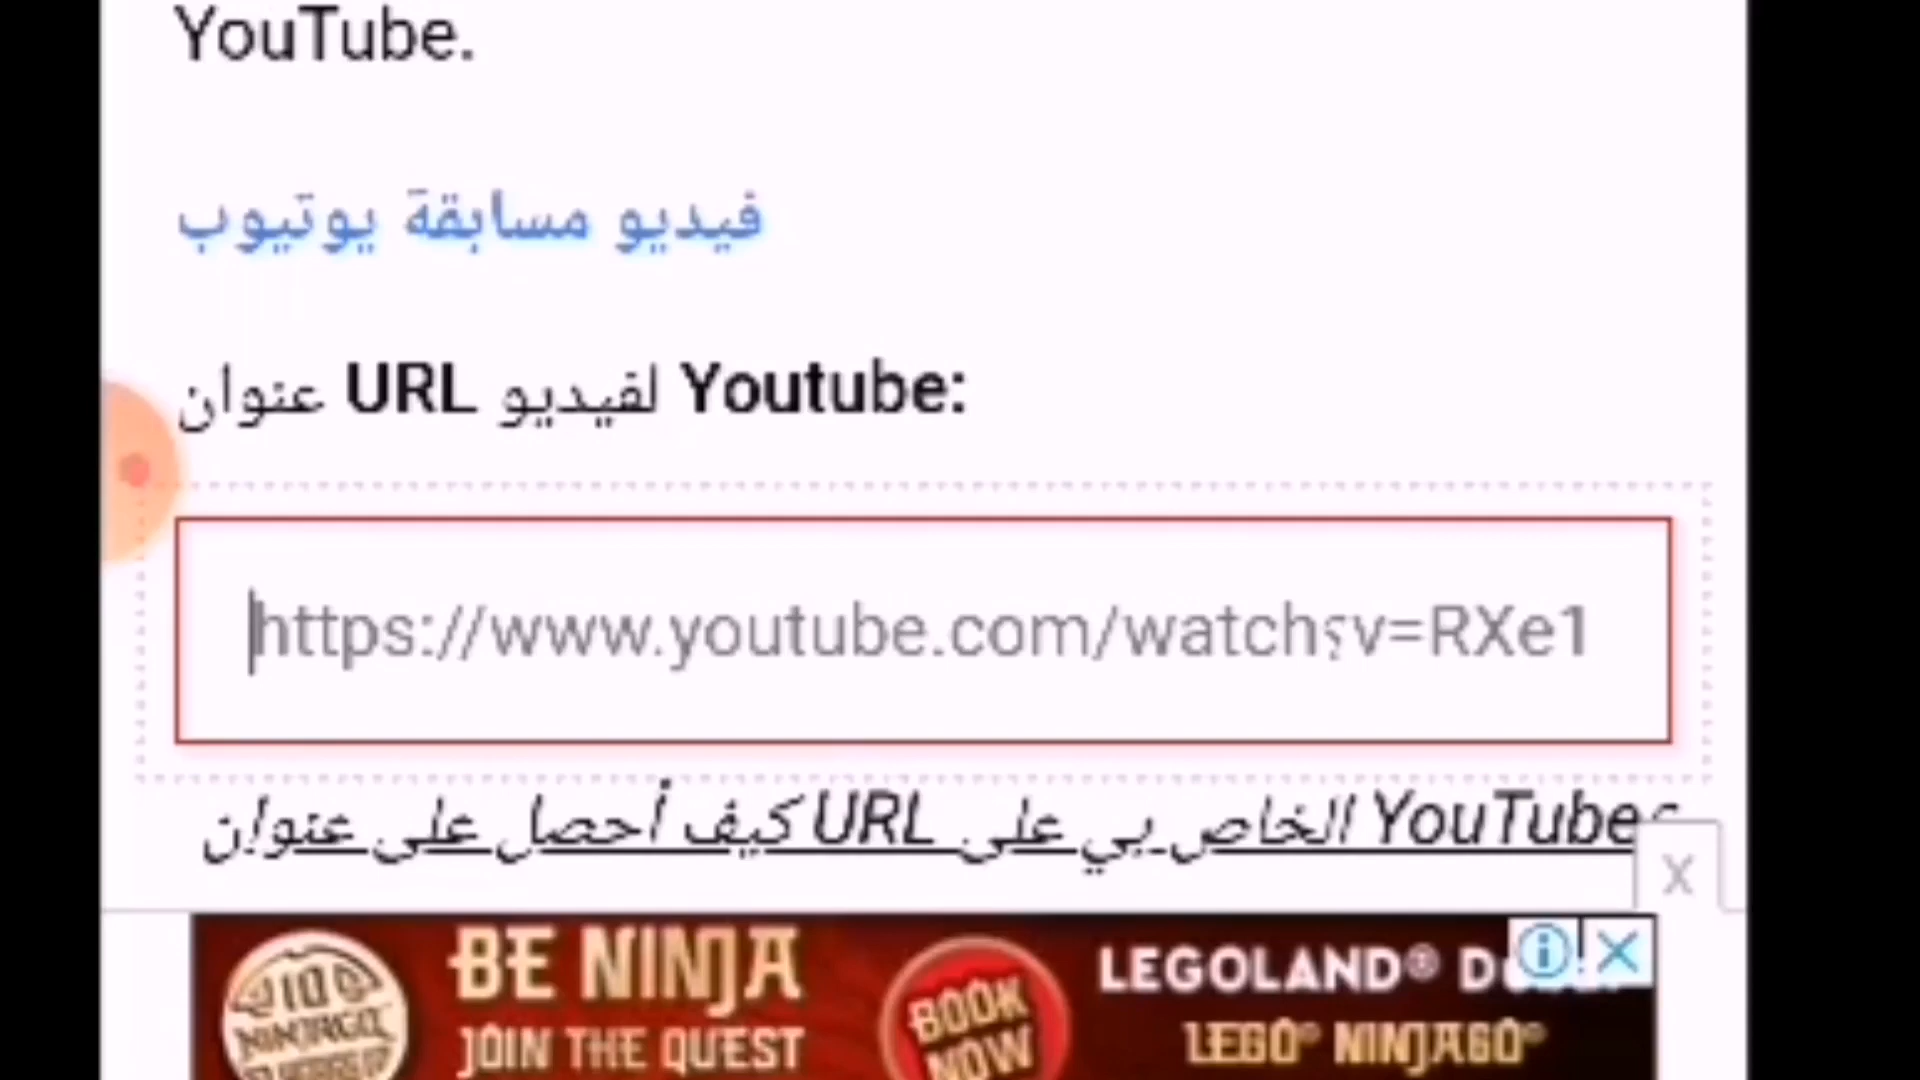 YouTube.
فيديو مسابقة يوتيوب
عنوان URL لفيديو Youtube:
https://www.youtube.com/watch؟v=RXe1
كيف أحصل على عنوان URL الخاص بي على YouTube؟
X
BE NINJA
JOIN THE QUEST
BOOK NOW
LEGOLAND®
LEGO® NINJAGO®
NINJAGO